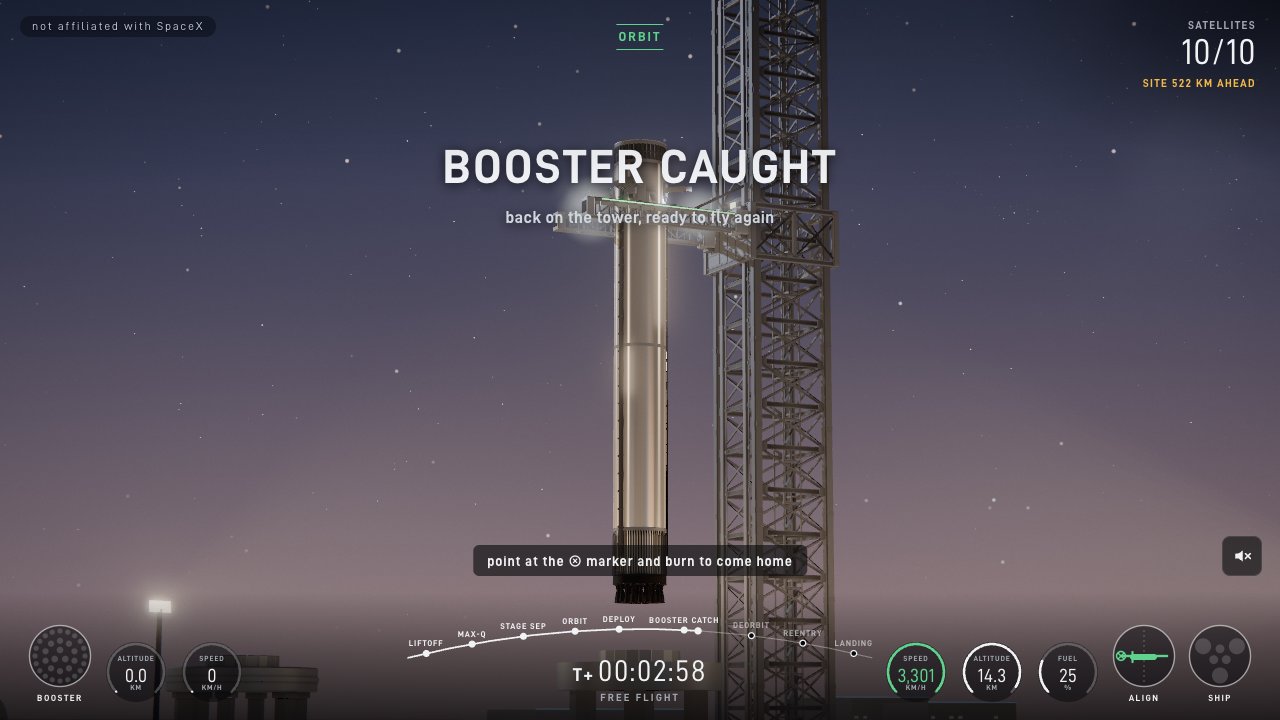 not affiliated with SpaceX
ORBIT
SATELLITES
10/10
SITE 522 KM AHEAD
BOOSTER CAUGHT
back on the tower, ready to fly again
point at the ⊗ marker and burn to come home
LIFTOFF
MAX-Q
STAGE SEP
ORBIT
DEPLOY
BOOSTER CATCH
DEORBIT
REENTRY
LANDING
T+ 00:02:58
FREE FLIGHT
BOOSTER
ALTITUDE
0.0
KM
SPEED
0
KM/H
SPEED
3,301
KM/H
ALTITUDE
14.3
KM
FUEL
25
%
ALIGN
SHIP